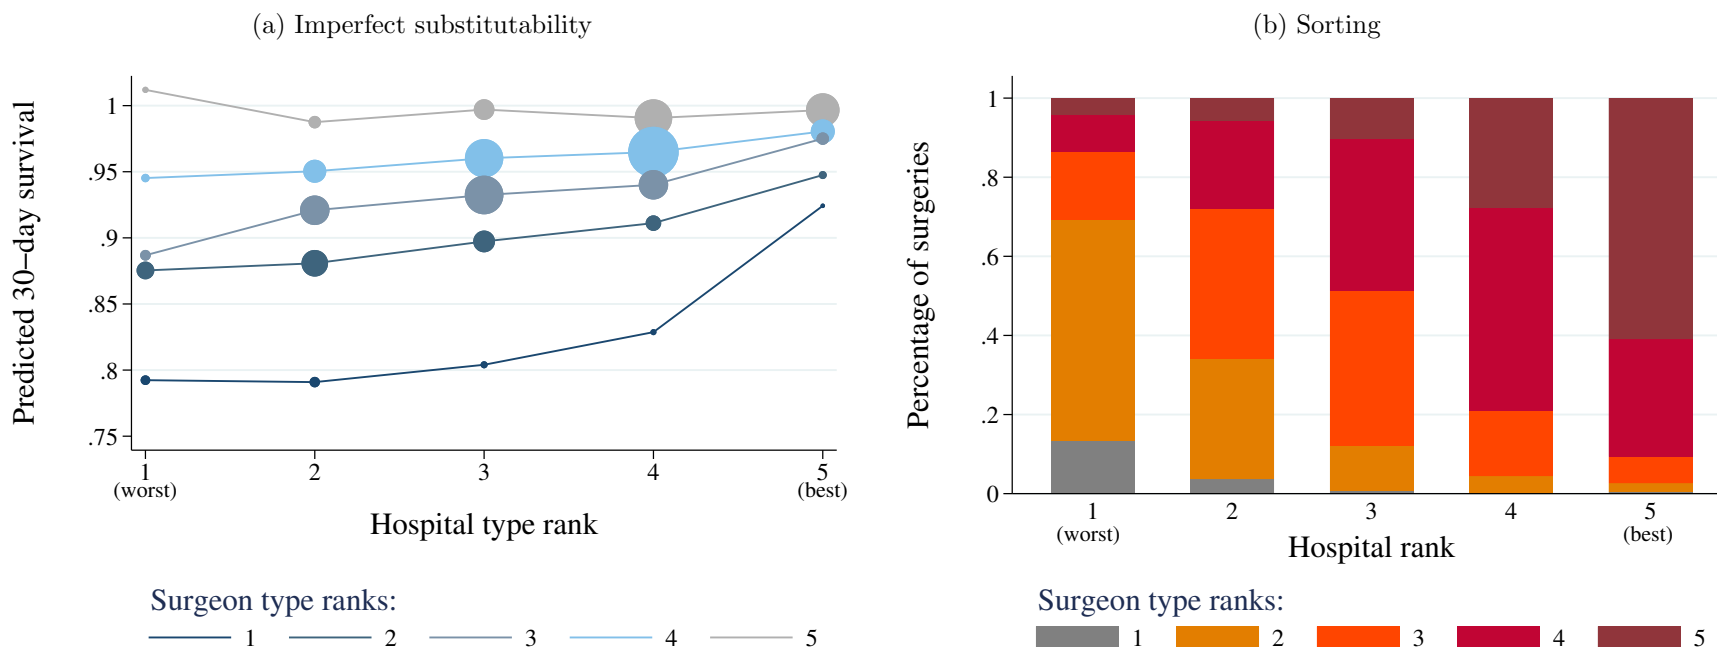 (a) Imperfect substitutability
Predicted 30−day survival
1
.95
.9
.85
.8
.75
1 2 3 4 5
(worst) (best)
Hospital type rank
Surgeon type ranks:
1 2 3 4 5
(b) Sorting
Percentage of surgeries
1
.8
.6
.4
.2
0
1 2 3 4 5
(worst) (best)
Hospital rank
Surgeon type ranks:
1 2 3 4 5